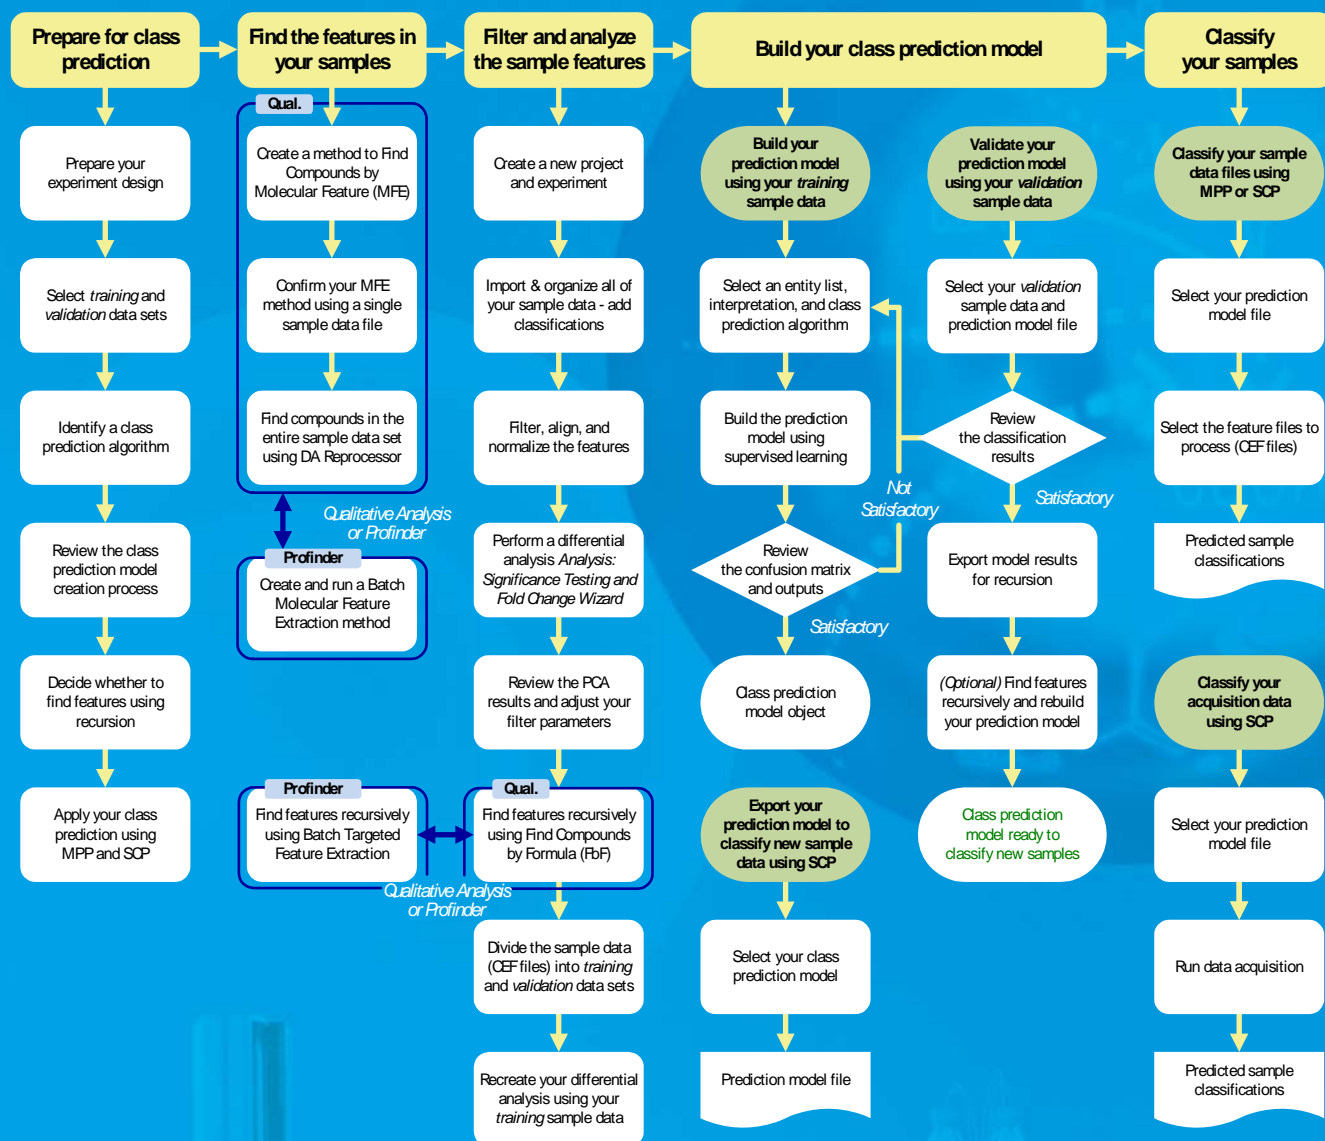 Prepare for class
prediction
Find the features in
your samples
Filter and analyze
the sample features
Build your class prediction model
Classify
your samples
Prepare your
experiment design
Select training and
validation data sets
Identify a class
prediction algorithm
Review the class
prediction model
creation process
Decide whether to
find features using
recursion
Apply your class
prediction using
MPP and SCP
Qual.
Create a method to Find
Compounds by
Molecular Feature (MFE)
Confirm your MFE
method using a single
sample data file
Find compounds in the
entire sample data set
using DA Reprocessor
Qualitative Analysis
or Profinder
Profinder
Create and run a Batch
Molecular Feature
Extraction method
Profinder
Find features recursively
using Batch Targeted
Feature Extraction
Qualitative Analysis
or Profinder
Create a new project
and experiment
Import & organize all of
your sample data - add
classifications
Filter, align, and
normalize the features
Perform a differential
analysis Analysis:
Significance Testing and
Fold Change Wizard
Review the PCA
results and adjust your
filter parameters
Qual.
Find features recursively
using Find Compounds
by Formula (FbF)
Divide the sample data
(CEF files) into training
and validation data sets
Recreate your differential
analysis using your
training sample data
Build your
prediction model
using your training
sample data
Select an entity list,
interpretation, and class
prediction algorithm
Build the prediction
model using
supervised learning
Review
the confusion matrix
and outputs
Satisfactory
Not
Satisfactory
Class prediction
model object
Export your
prediction model to
classify new sample
data using SCP
Select your class
prediction model
Prediction model file
Validate your
prediction model
using your validation
sample data
Select your validation
sample data and
prediction model file
Review
the classification
results
Satisfactory
Export model results
for recursion
(Optional) Find features
recursively and rebuild
your prediction model
Class prediction
model ready to
classify new samples
Classify your sample
data files using
MPP or SCP
Select your prediction
model file
Select the feature files to
process (CEF files)
Predicted sample
classifications
Classify your
acquisition data
using SCP
Select your prediction
model file
Run data acquisition
Predicted sample
classifications